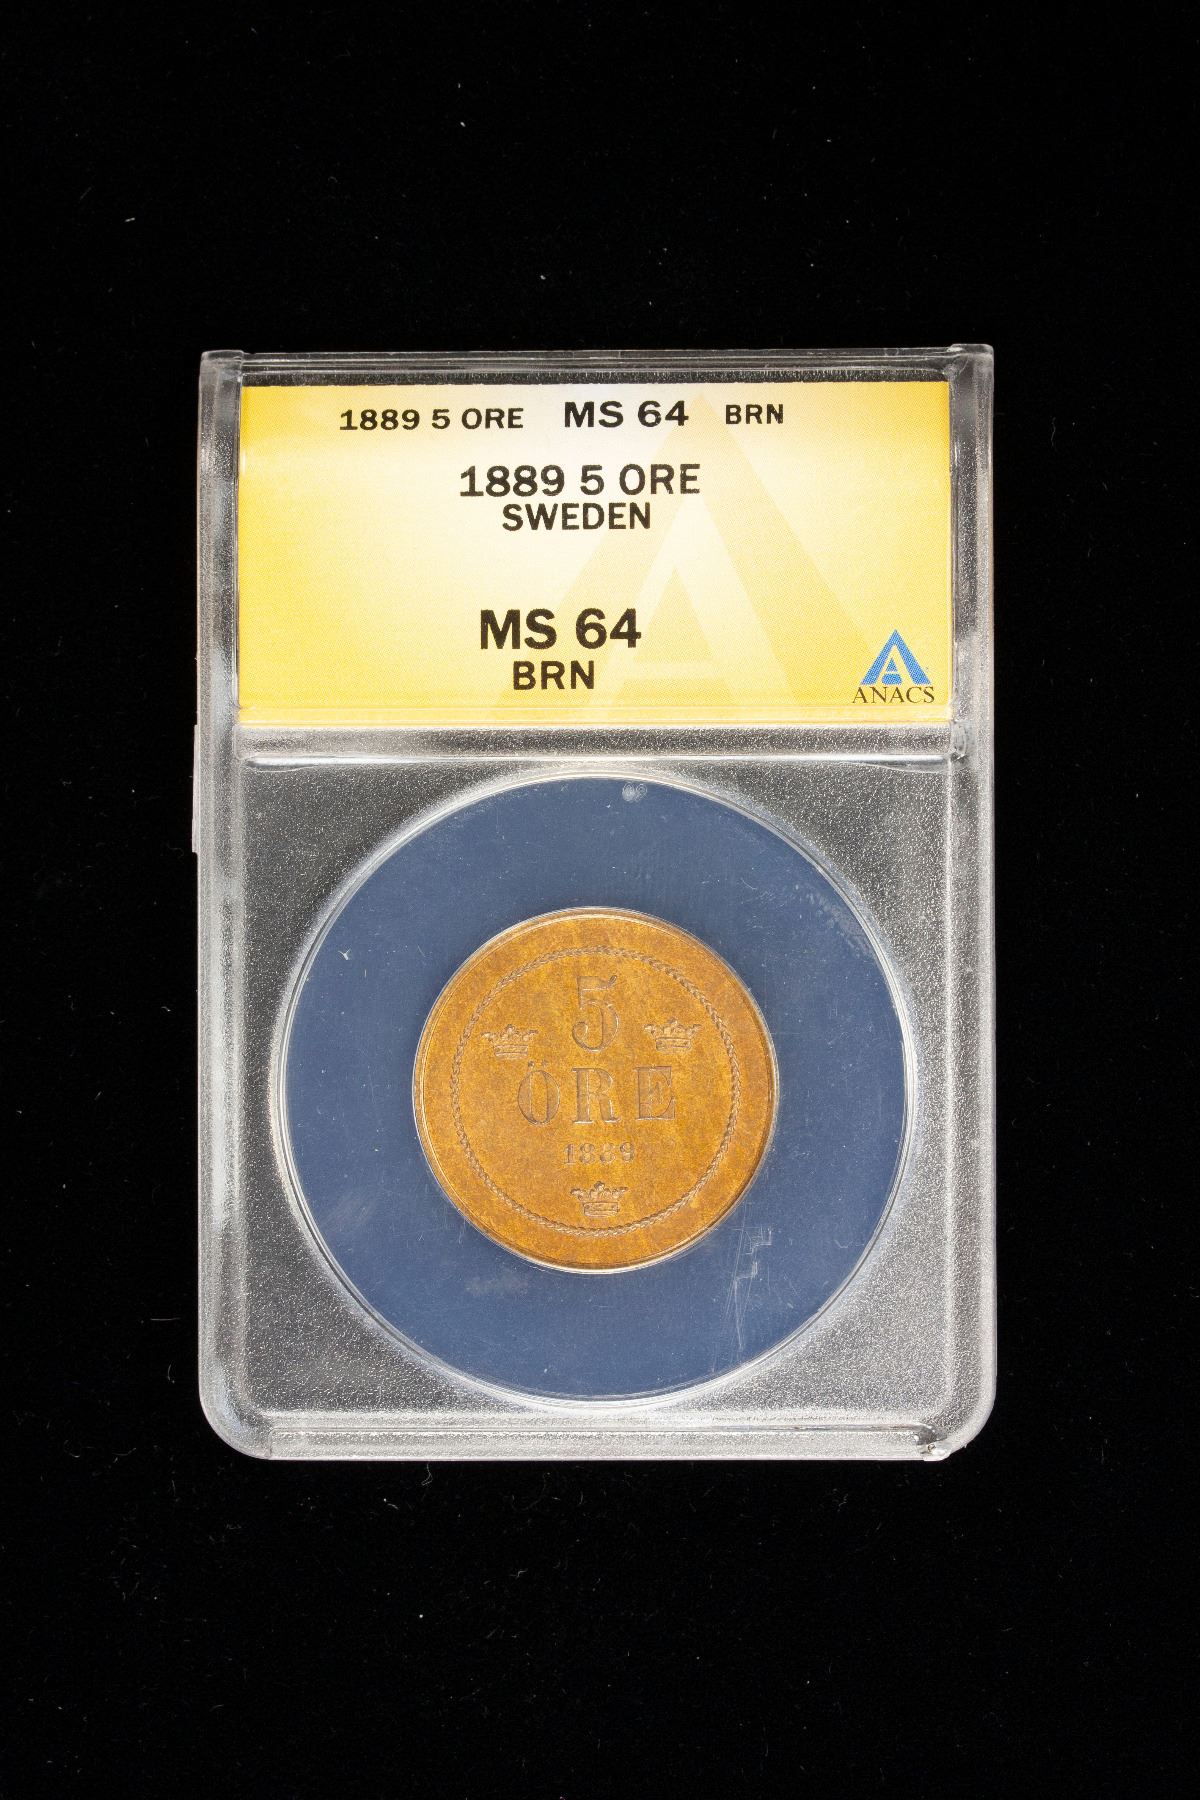 1889 5 ORE MS 64 BRN
1889 5 ORE
SWEDEN
MS 64
BRN
ANACS
5
ÖRE
1889